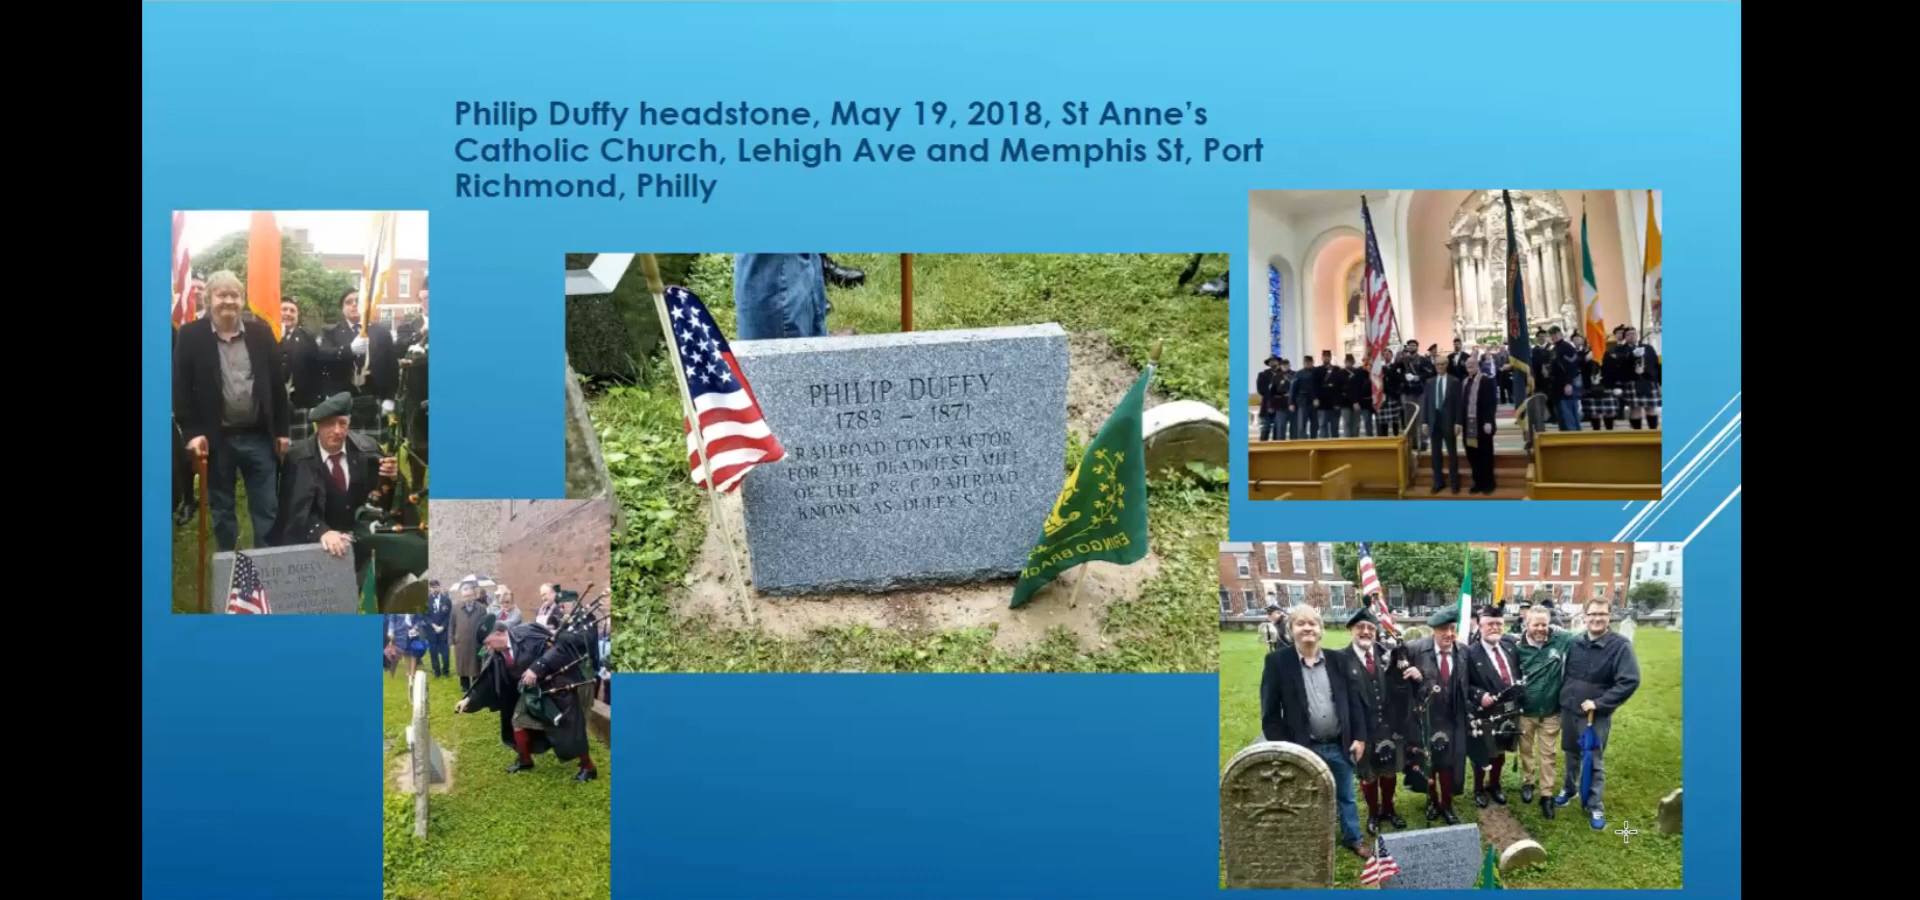 Philip Duffy headstone, May 19, 2018, St Anne's
Catholic Church, Lehigh Ave and Memphis St, Port
Richmond, Philly
PHILIP DUFFY
1783 - 1871
RAILROAD CONTRACTOR
FOR THE DEADLIEST MILE
OF THE P & C RAILROAD
KNOWN AS DUFFY'S CUT
ERIN GO BRAGH
PHILIP DUFFY